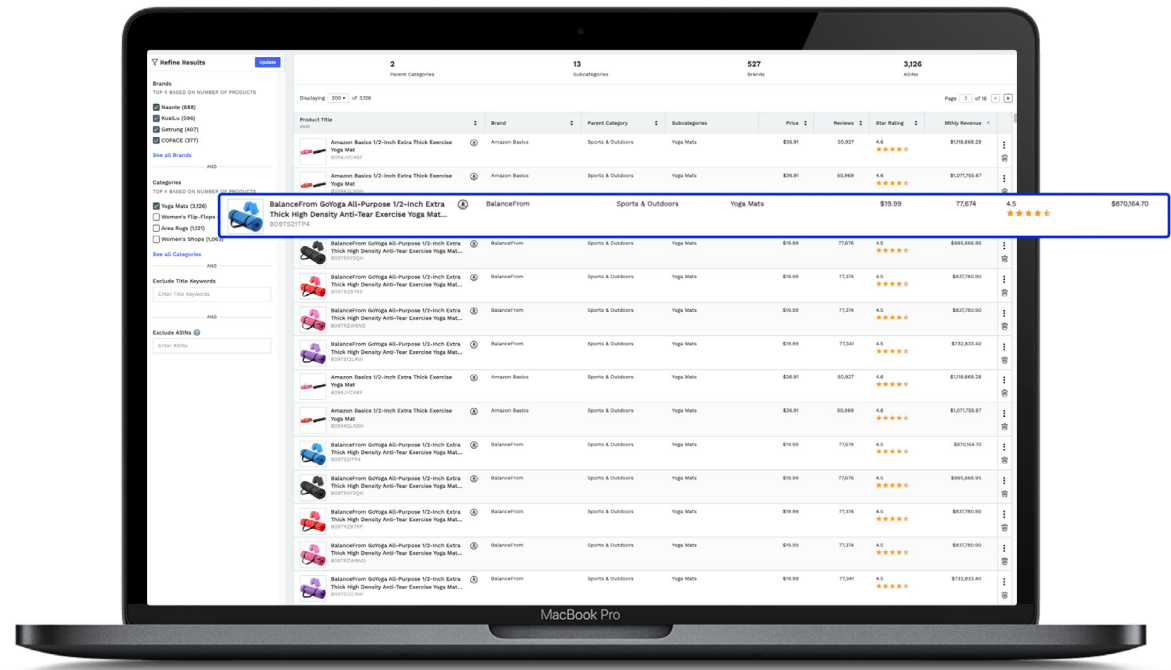 Refine Results
Update
Brands
TOP 4 BASED ON NUMBER OF PRODUCTS
Naanle (688)
KuaiLu (596)
Getrung (407)
COFACE (377)
See all Brands
AND
Categories
TOP 4 BASED ON NUMBER OF PRODUCTS
Yoga Mats (3,126)
Women's Flip-Flops
Area Rugs (1,121)
Women's Shops (1,063)
See all Categories
AND
Exclude Title Keywords
Enter Title Keywords
AND
Exclude ASINs
Enter ASINs
2 13 527 3,126
Parent Categories Subcategories Brands ASINs
Displaying 200 of 3,126 Page 1 of 16
Product Title Brand Parent Category Subcategories Price Reviews Star Rating Mthly Revenue
ASIN
Amazon Basics 1/2-Inch Extra Thick Exercise Amazon Basics Sports & Outdoors Yoga Mats $36.91 50,927 4.6 $1,118,868.28
Yoga Mat
Amazon Basics 1/2-Inch Extra Thick Exercise Amazon Basics Sports & Outdoors Yoga Mats $36.91 50,969 4.6 $1,071,755.67
Yoga Mat
BalanceFrom GoYoga All-Purpose 1/2-Inch Extra BalanceFrom Sports & Outdoors Yoga Mats $19.99 77,674 4.5 $870,164.70
Thick High Density Anti-Tear Exercise Yoga Mat...
B09TS21TP4
BalanceFrom GoYoga All-Purpose 1/2-Inch Extra BalanceFrom Sports & Outdoors Yoga Mats $19.99 77,676 4.5 $865,666.95
Thick High Density Anti-Tear Exercise Yoga Mat...
BalanceFrom GoYoga All-Purpose 1/2-Inch Extra BalanceFrom Sports & Outdoors Yoga Mats $19.99 77,374 4.5 $837,780.90
Thick High Density Anti-Tear Exercise Yoga Mat...
BalanceFrom GoYoga All-Purpose 1/2-Inch Extra BalanceFrom Sports & Outdoors Yoga Mats $19.99 77,374 4.5 $837,780.90
Thick High Density Anti-Tear Exercise Yoga Mat...
BalanceFrom GoYoga All-Purpose 1/2-Inch Extra BalanceFrom Sports & Outdoors Yoga Mats $19.99 77,341 4.5 $732,833.40
Thick High Density Anti-Tear Exercise Yoga Mat...
Amazon Basics 1/2-Inch Extra Thick Exercise Amazon Basics Sports & Outdoors Yoga Mats $36.91 50,927 4.6 $1,118,868.28
Yoga Mat
Amazon Basics 1/2-Inch Extra Thick Exercise Amazon Basics Sports & Outdoors Yoga Mats $36.91 50,969 4.6 $1,071,755.67
Yoga Mat
BalanceFrom GoYoga All-Purpose 1/2-Inch Extra BalanceFrom Sports & Outdoors Yoga Mats $19.99 77,674 4.5 $870,164.70
Thick High Density Anti-Tear Exercise Yoga Mat...
B09TS21TP4
BalanceFrom GoYoga All-Purpose 1/2-Inch Extra BalanceFrom Sports & Outdoors Yoga Mats $19.99 77,676 4.5 $865,666.95
Thick High Density Anti-Tear Exercise Yoga Mat...
BalanceFrom GoYoga All-Purpose 1/2-Inch Extra BalanceFrom Sports & Outdoors Yoga Mats $19.99 77,374 4.5 $837,780.90
Thick High Density Anti-Tear Exercise Yoga Mat...
BalanceFrom GoYoga All-Purpose 1/2-Inch Extra BalanceFrom Sports & Outdoors Yoga Mats $19.99 77,374 4.5 $837,780.90
Thick High Density Anti-Tear Exercise Yoga Mat...
BalanceFrom GoYoga All-Purpose 1/2-Inch Extra BalanceFrom Sports & Outdoors Yoga Mats $19.99 77,341 4.5 $732,833.40
Thick High Density Anti-Tear Exercise Yoga Mat...
MacBook Pro